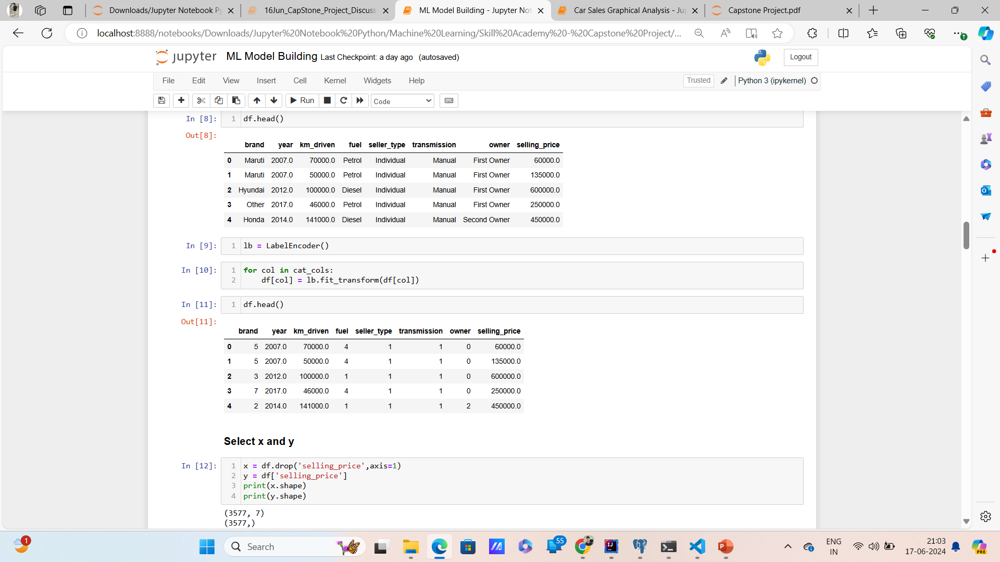 Downloads/Jupyter Notebook Py
16Jun_CapStone_Project_Discuss
ML Model Building - Jupyter Not
Car Sales Graphical Analysis - Ju
Capstone Project.pdf
localhost:8888/notebooks/Downloads/Jupyter%20Notebook%20Python/Machine%20Learning/Skill%20Academy%20-%20Capstone%20Project/...
jupyter ML Model Building Last Checkpoint: a day ago (autosaved)
Logout
File Edit View Insert Cell Kernel Widgets Help
Trusted Python 3 (ipykernel)
Run Code
In [8]: 1 df.head()
Out[8]:
brand year km_driven fuel seller_type transmission owner selling_price
0 Maruti 2007.0 70000.0 Petrol Individual Manual First Owner 60000.0
1 Maruti 2007.0 50000.0 Petrol Individual Manual First Owner 135000.0
2 Hyundai 2012.0 100000.0 Diesel Individual Manual First Owner 600000.0
3 Other 2017.0 46000.0 Petrol Individual Manual First Owner 250000.0
4 Honda 2014.0 141000.0 Diesel Individual Manual Second Owner 450000.0
In [9]: 1 lb = LabelEncoder()
In [10]: 1 for col in cat_cols:
2 df[col] = lb.fit_transform(df[col])
In [11]: 1 df.head()
Out[11]:
brand year km_driven fuel seller_type transmission owner selling_price
0 5 2007.0 70000.0 4 1 1 0 60000.0
1 5 2007.0 50000.0 4 1 1 0 135000.0
2 3 2012.0 100000.0 1 1 1 0 600000.0
3 7 2017.0 46000.0 4 1 1 0 250000.0
4 2 2014.0 141000.0 1 1 1 2 450000.0
Select x and y
In [12]: 1 x = df.drop('selling_price',axis=1)
2 y = df['selling_price']
3 print(x.shape)
4 print(y.shape)
(3577, 7)
(3577,)
1
Search
55
ENG
IN
21:03
17-06-2024
PRE